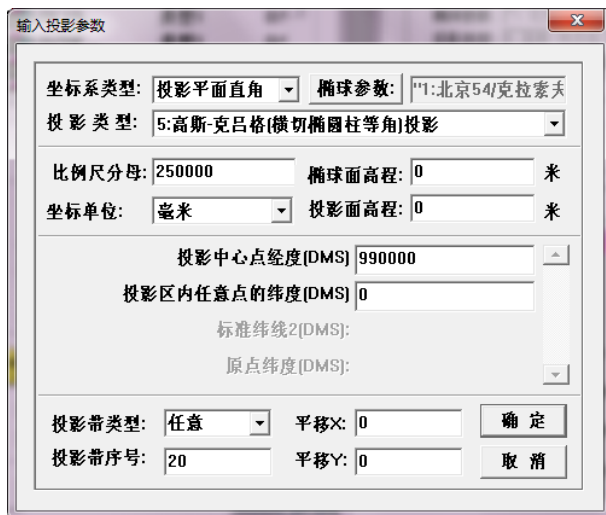 输入投影参数
坐标系类型: 投影平面直角 椭球参数: "1:北京54/克拉索夫
投影类型: 5:高斯-克吕格(横切椭圆柱等角)投影
比例尺分母: 250000 椭球面高程: 0 米
坐标单位: 毫米 投影面高程: 0 米
投影中心点经度(DMS) 990000
投影区内任意点的纬度(DMS) 0
标准纬线2(DMS):
原点纬度(DMS):
投影带类型: 任意 平移X: 0 确定
投影带序号: 20 平移Y: 0 取消